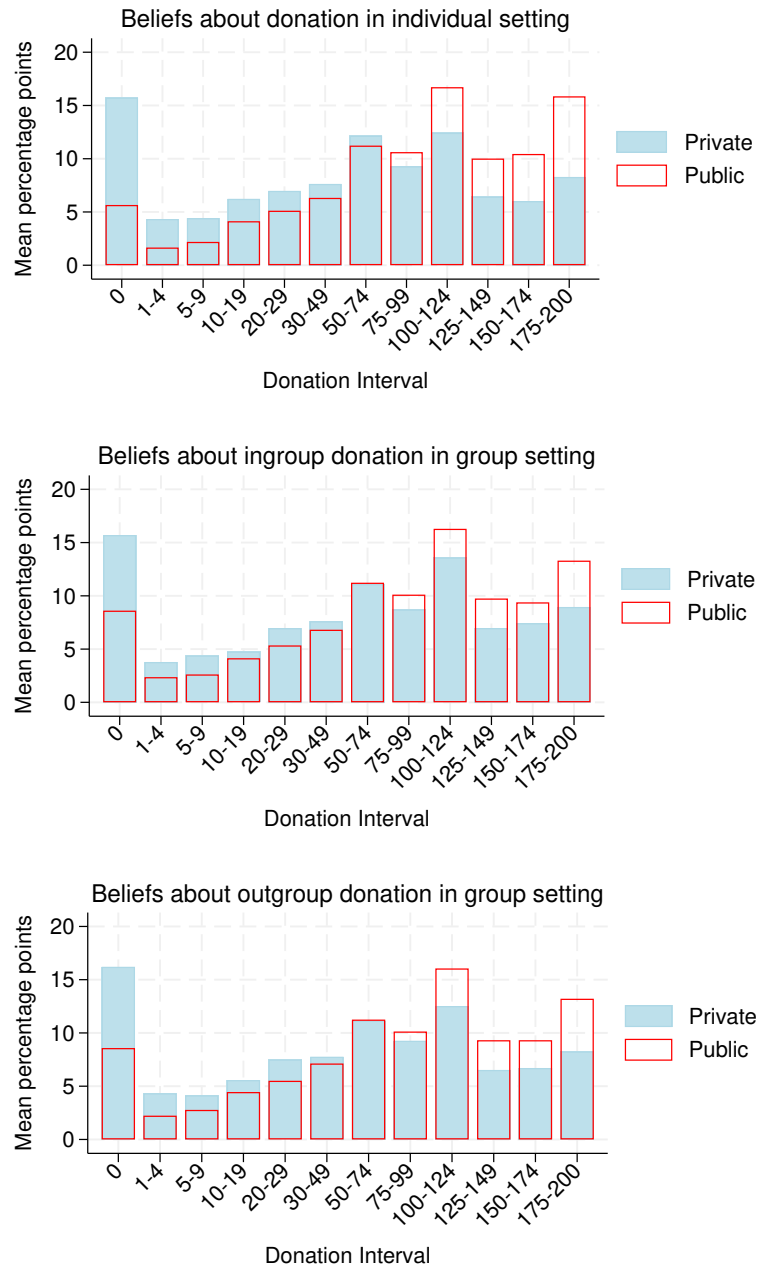 Beliefs about donation in individual setting
Mean percentage points
20
15
10
5
0
0 1-4 5-9 10-19 20-29 30-49 50-74 75-99 100-124 125-149 150-174 175-200
Donation Interval
Private
Public
Beliefs about ingroup donation in group setting
Mean percentage points
20
15
10
5
0
0 1-4 5-9 10-19 20-29 30-49 50-74 75-99 100-124 125-149 150-174 175-200
Donation Interval
Private
Public
Beliefs about outgroup donation in group setting
Mean percentage points
20
15
10
5
0
0 1-4 5-9 10-19 20-29 30-49 50-74 75-99 100-124 125-149 150-174 175-200
Donation Interval
Private
Public